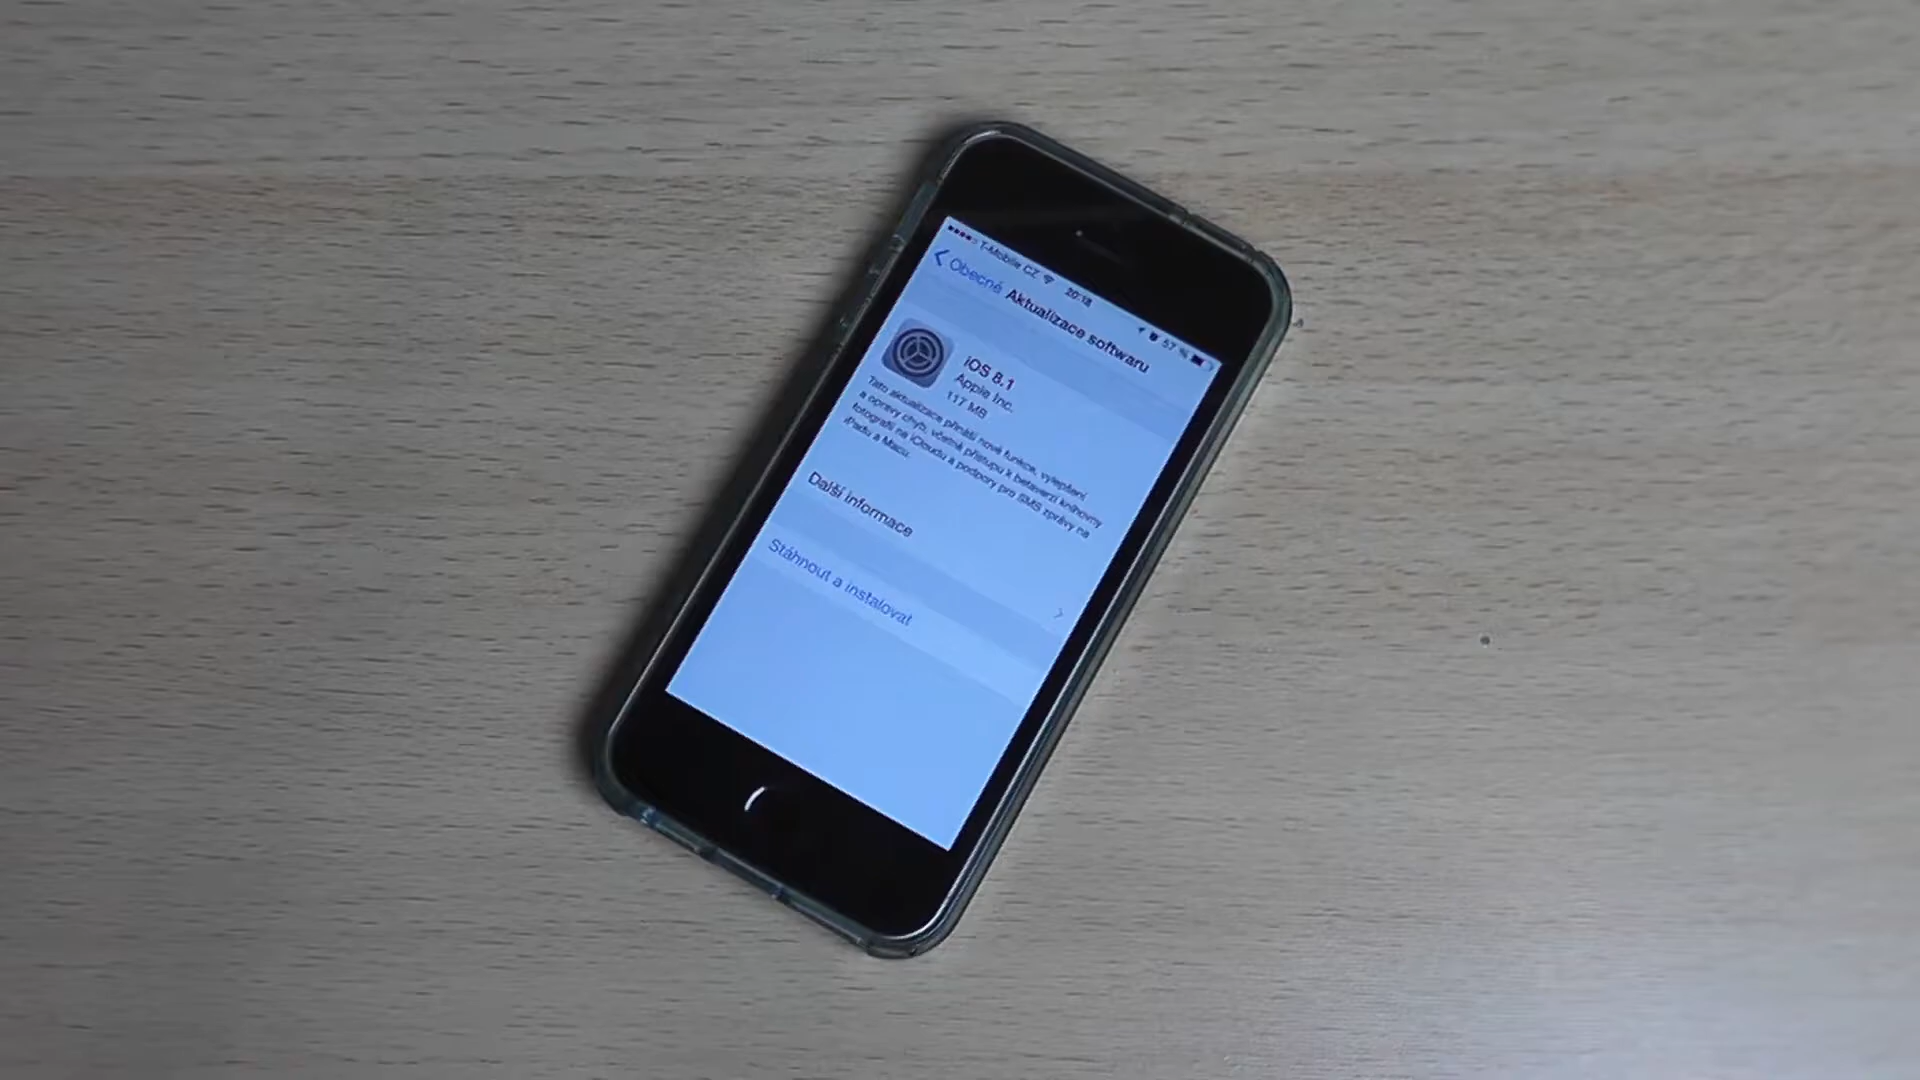 T-Mobile CZ 20:18 57 %
Obecné Aktualizace softwaru
iOS 8.1
Apple Inc.
117 MB
Tato aktualizace přináší nové funkce, vylepšení
a opravy chyb, včetně přístupu k betaverzi knihovny
fotografií na iCloudu a podpory pro SMS zprávy na
iPadu a Macu.
Další informace
Stáhnout a instalovat